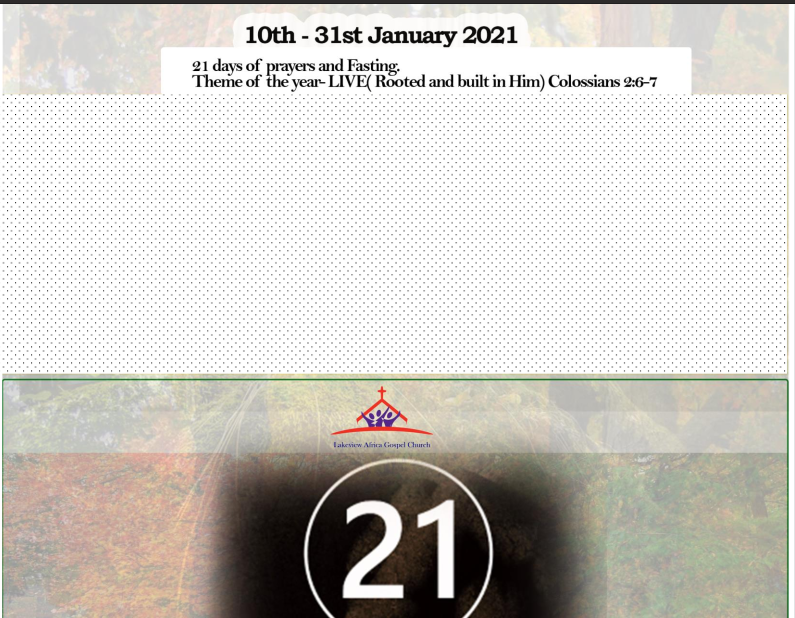 10th - 31st January 2021
21 days of prayers and Fasting.
Theme of the year- LIVE( Rooted and built in Him) Colossians 2:6-7
Lakeview Africa Gospel Church
21